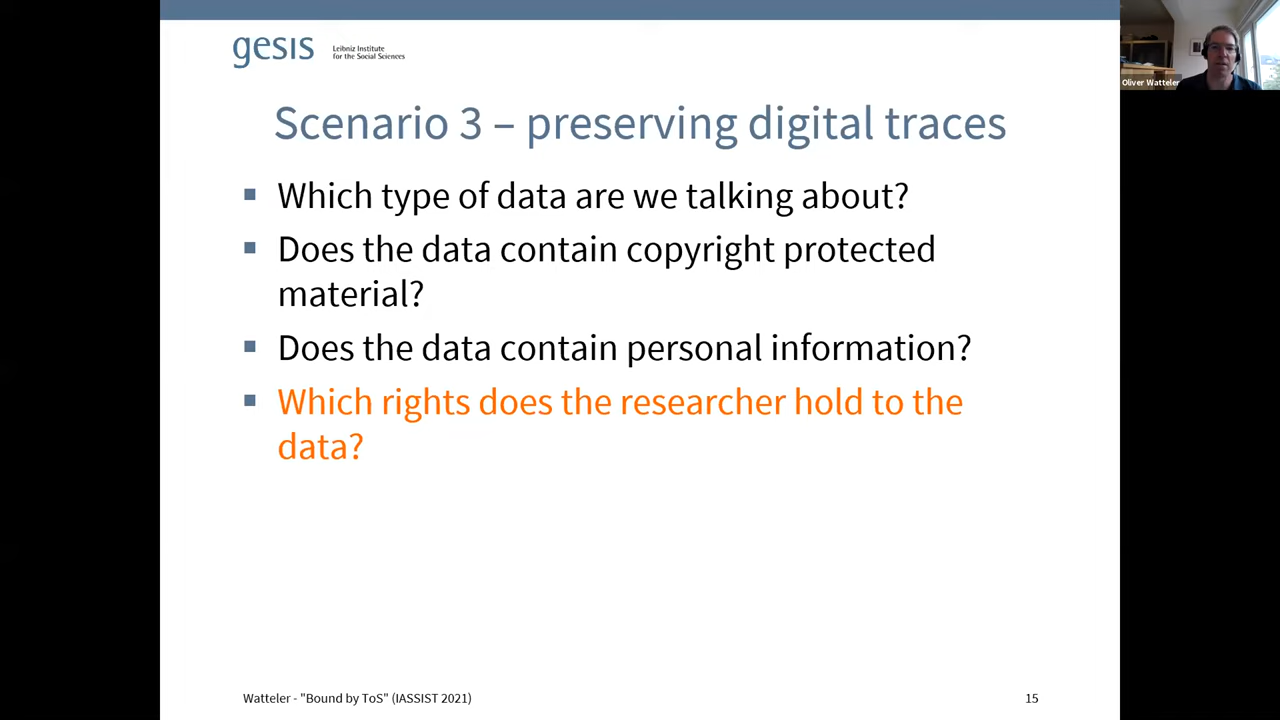 gesis
Leibniz Institute
for the Social Sciences
Oliver Watteler
Scenario 3 – preserving digital traces
Which type of data are we talking about?
Does the data contain copyright protected
material?
Does the data contain personal information?
Which rights does the researcher hold to the
data?
Watteler - "Bound by ToS" (IASSIST 2021)
15